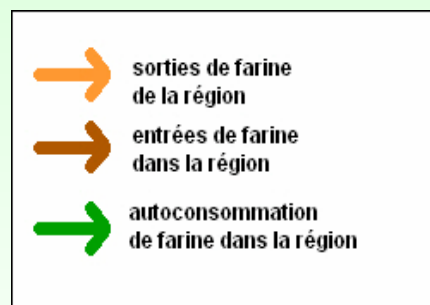 sorties de farine
de la région
entrées de farine
dans la région
autoconsommation
de farine dans la région